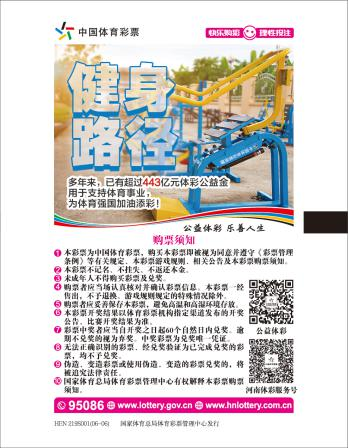 中国体育彩票
快乐购彩 理性投注
健身
路径
多年来，已有超过443亿元体彩公益金
用于支持体育事业，
为体育强国加油添彩！
公益体彩 乐善人生
购票须知
1 本彩票为中国体育彩票，购买本彩票即被视为同意并遵守《彩票管理
条例》等有关规定、本彩票游戏规则、相关公告及本彩票购票须知。
2 本彩票不记名、不挂失、不返还本金。
3 未成年人不得购买彩票及兑奖。
4 购票者应当场认真核对并确认彩票信息。本彩票一经
售出，不予退换。游戏规则规定的特殊情况除外。
5 购票者应妥善保存本彩票，避免高温和高湿存放。
6 本彩票开奖结果以体育彩票机构指定渠道发布的开奖
公告、比赛开奖结果为准。
7 彩票中奖者应当自开奖之日起60个自然日内兑奖。逾
期不兑奖的视为弃奖。中奖彩票为兑奖唯一凭证。
8 无法正确识别的彩票、经兑奖验证为已完成兑奖的彩
票，均不予兑奖。
9 伪造、变造彩票或使用伪造、变造的彩票兑奖的，将
被追究法律责任。
10 国家体育总局体育彩票管理中心有权解释本彩票购票
须知。
公益体彩
河南体彩服务号
95086 www.lottery.gov.cn www.hnlottery.com.cn
HEN 2195001(06-06) 国家体育总局体育彩票管理中心发行